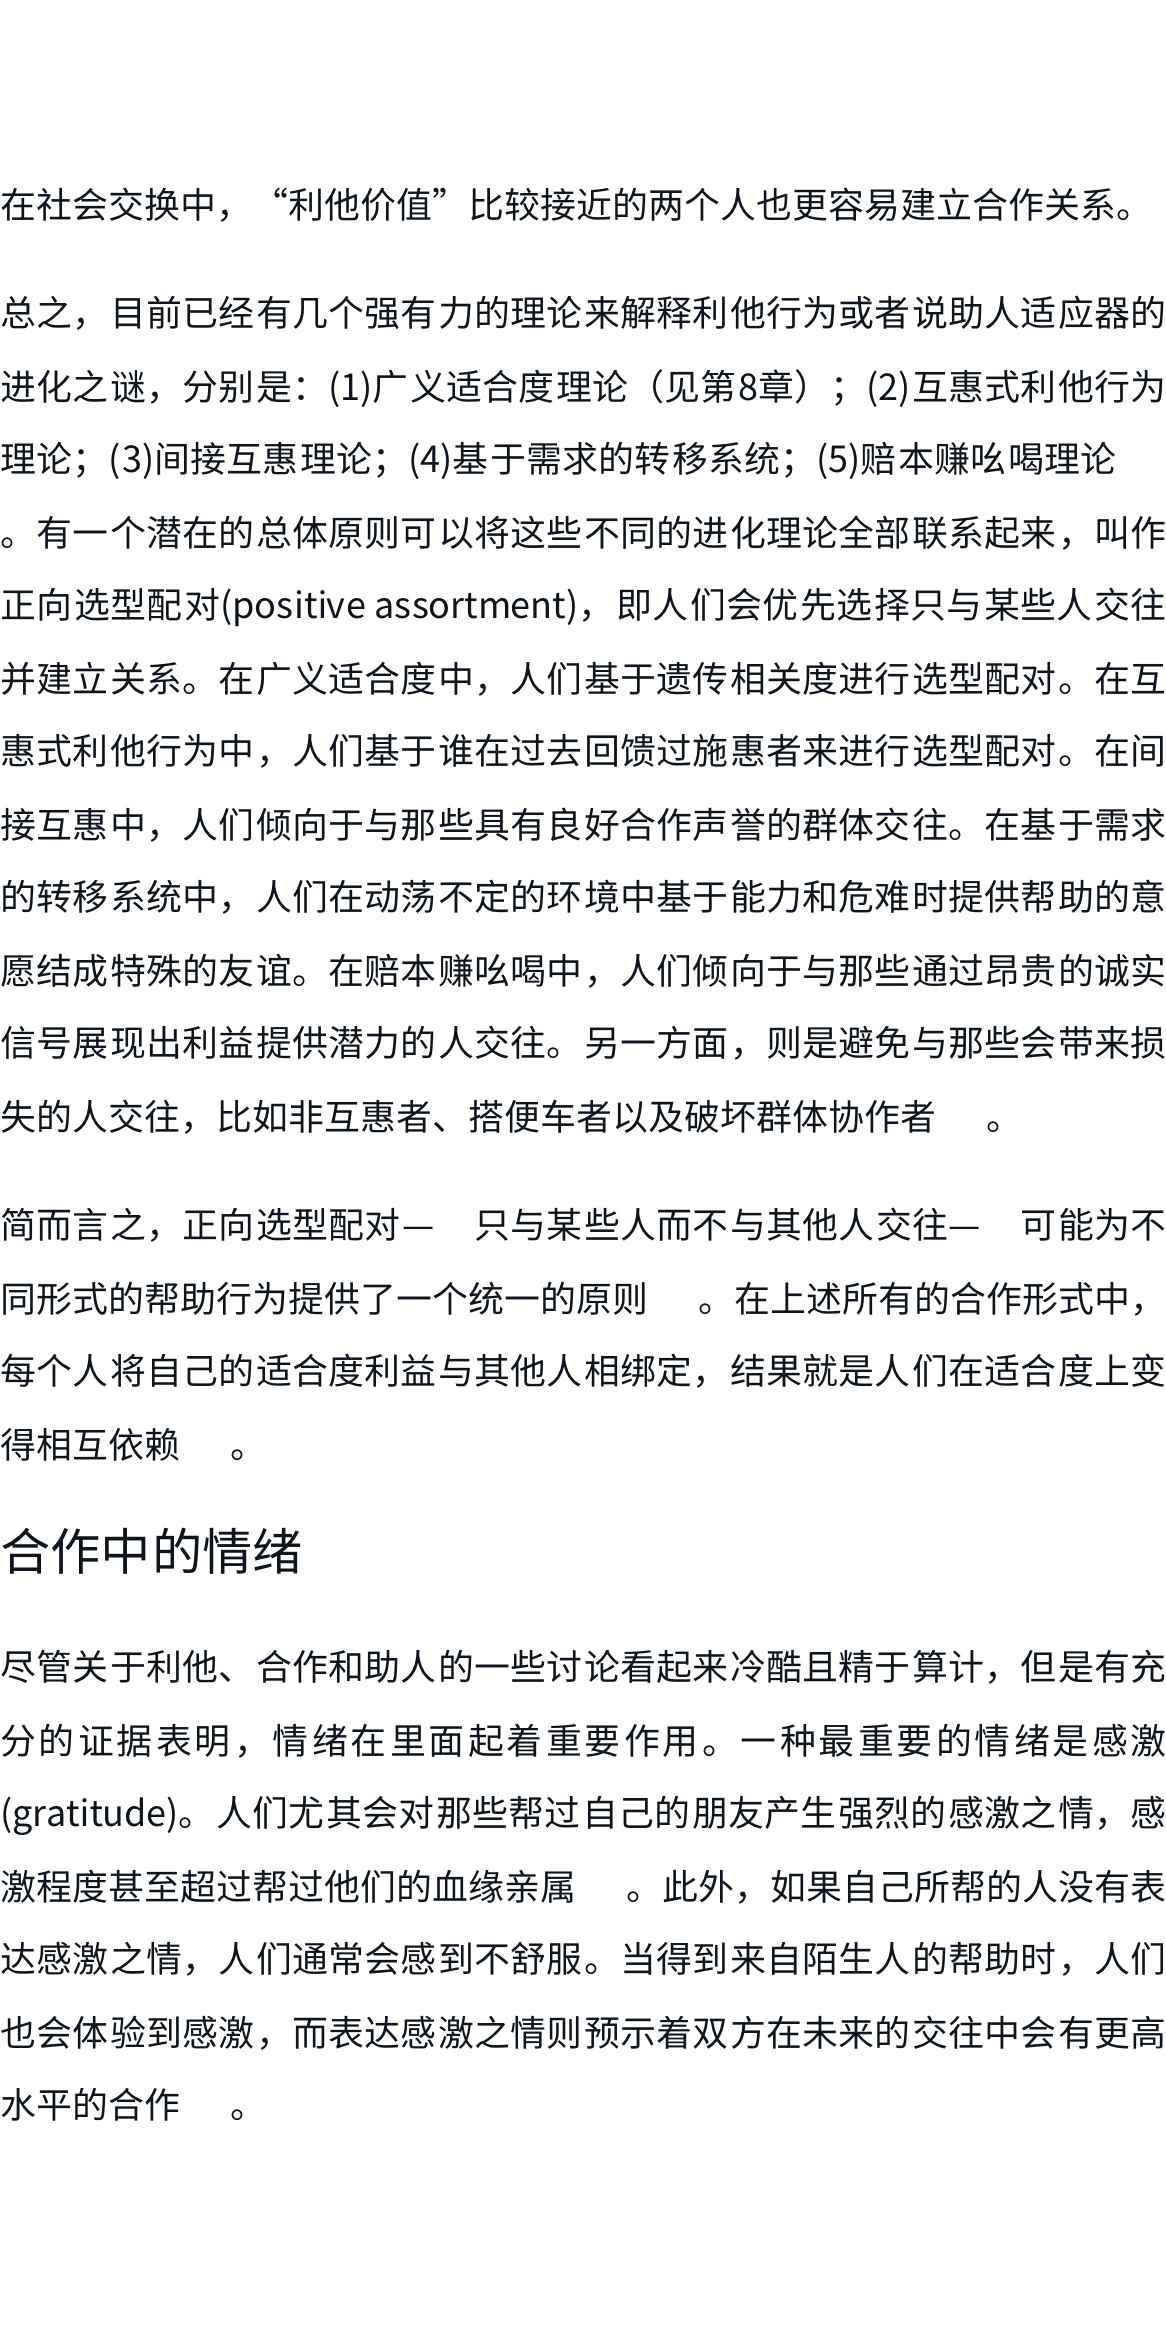 在社会交换中，“利他价值”比较接近的两个人也更容易建立合作关系。
总之，目前已经有几个强有力的理论来解释利他行为或者说助人适应器的
进化之谜，分别是：(1)广义适合度理论（见第8章）；(2)互惠式利他行为
理论；(3)间接互惠理论；(4)基于需求的转移系统；(5)赔本赚吆喝理论
。有一个潜在的总体原则可以将这些不同的进化理论全部联系起来，叫作
正向选型配对(positive assortment)，即人们会优先选择只与某些人交往
并建立关系。在广义适合度中，人们基于遗传相关度进行选型配对。在互
惠式利他行为中，人们基于谁在过去回馈过施惠者来进行选型配对。在间
接互惠中，人们倾向于与那些具有良好合作声誉的群体交往。在基于需求
的转移系统中，人们在动荡不定的环境中基于能力和危难时提供帮助的意
愿结成特殊的友谊。在赔本赚吆喝中，人们倾向于与那些通过昂贵的诚实
信号展现出利益提供潜力的人交往。另一方面，则是避免与那些会带来损
失的人交往，比如非互惠者、搭便车者以及破坏群体协作者 。
简而言之，正向选型配对— 只与某些人而不与其他人交往— 可能为不
同形式的帮助行为提供了一个统一的原则 。在上述所有的合作形式中，
每个人将自己的适合度利益与其他人相绑定，结果就是人们在适合度上变
得相互依赖 。
合作中的情绪
尽管关于利他、合作和助人的一些讨论看起来冷酷且精于算计，但是有充
分的证据表明，情绪在里面起着重要作用。一种最重要的情绪是感激
(gratitude)。人们尤其会对那些帮过自己的朋友产生强烈的感激之情，感
激程度甚至超过帮过他们的血缘亲属 。此外，如果自己所帮的人没有表
达感激之情，人们通常会感到不舒服。当得到来自陌生人的帮助时，人们
也会体验到感激，而表达感激之情则预示着双方在未来的交往中会有更高
水平的合作 。